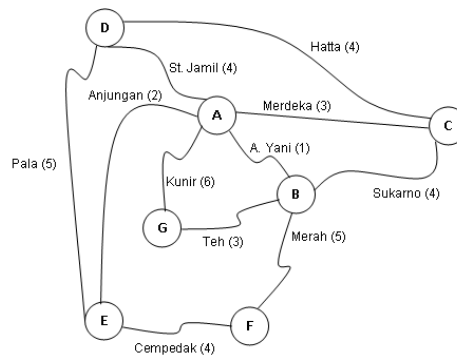 D
Hatta (4)
St. Jamil (4)
Anjungan (2)
Merdeka (3)
A
C
A. Yani (1)
Pala (5)
Kunir (6)
B
Sukarno (4)
G
Teh (3)
Merah (5)
E
F
Cempedak (4)